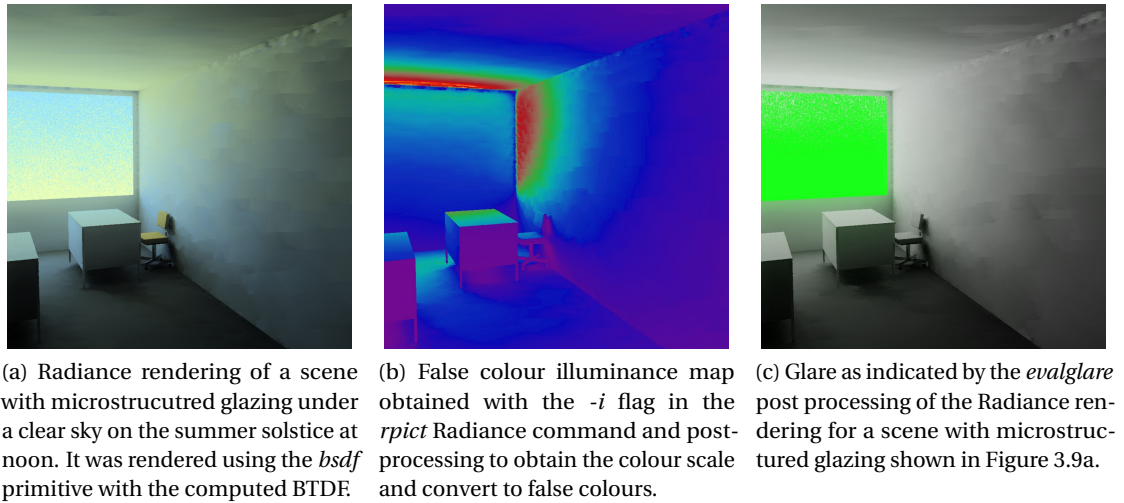 (a) Radiance rendering of a scene
with microstrucutred glazing under
a clear sky on the summer solstice at
noon. It was rendered using the bsdf
primitive with the computed BTDF.
(b) False colour illuminance map
obtained with the -i flag in the
rpict Radiance command and post-
processing to obtain the colour scale
and convert to false colours.
(c) Glare as indicated by the evalglare
post processing of the Radiance ren-
dering for a scene with microstruc-
tured glazing shown in Figure 3.9a.